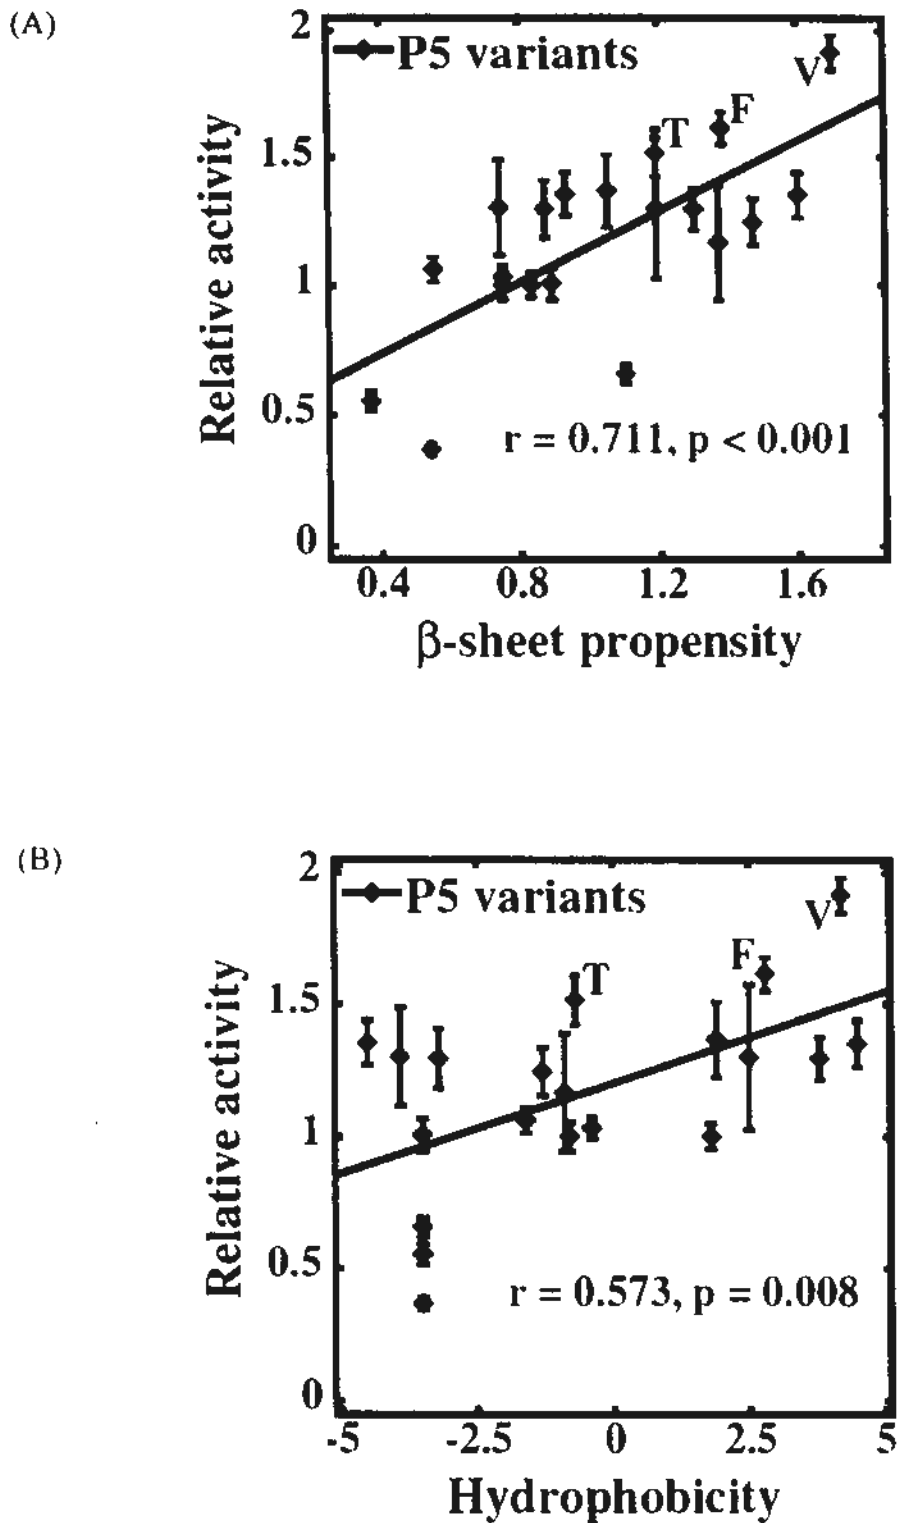 (A)
2
P5 variants
V
F
T
1.5
1
0.5
r = 0.711, p < 0.001
0
0.4 0.8 1.2 1.6
Relative activity
β-sheet propensity
(B)
2
P5 variants
V
F
T
1.5
1
0.5
r = 0.573, p = 0.008
0
-5 -2.5 0 2.5 5
Relative activity
Hydrophobicity